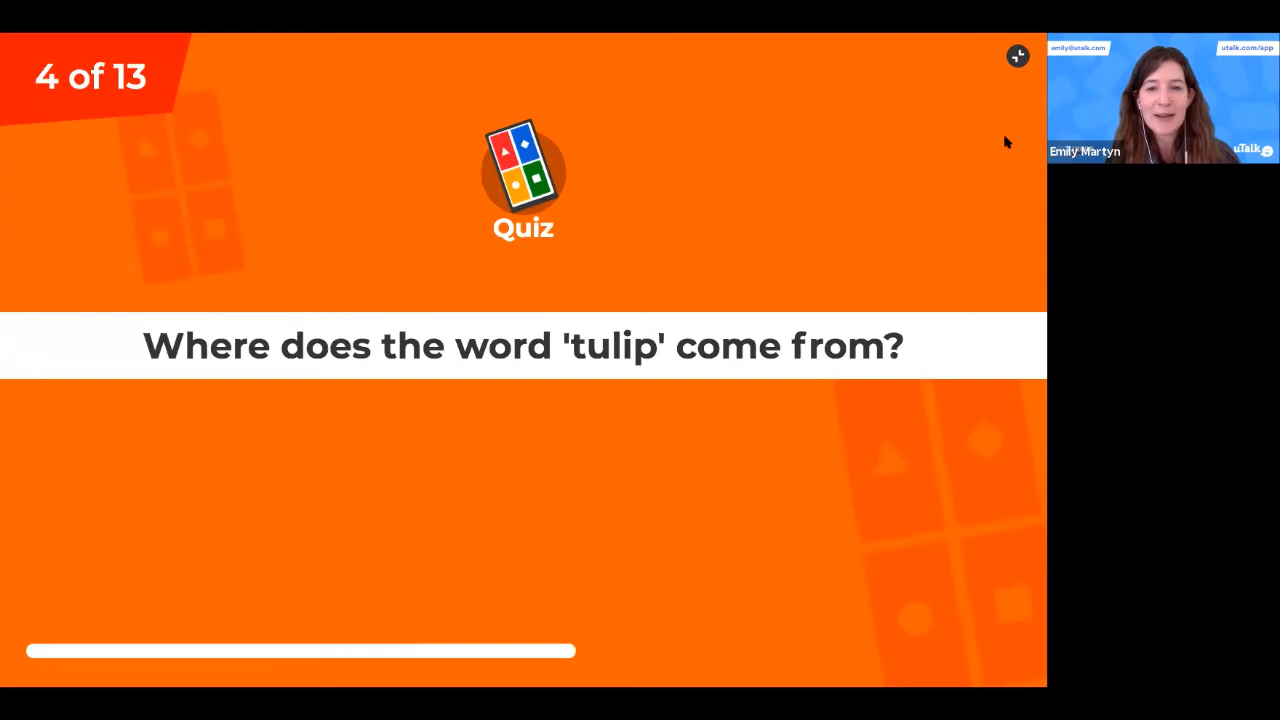 4 of 13
emily@utalk.com
utalk.com/app
Emily Martyn
uTalk
Quiz
Where does the word 'tulip' come from?